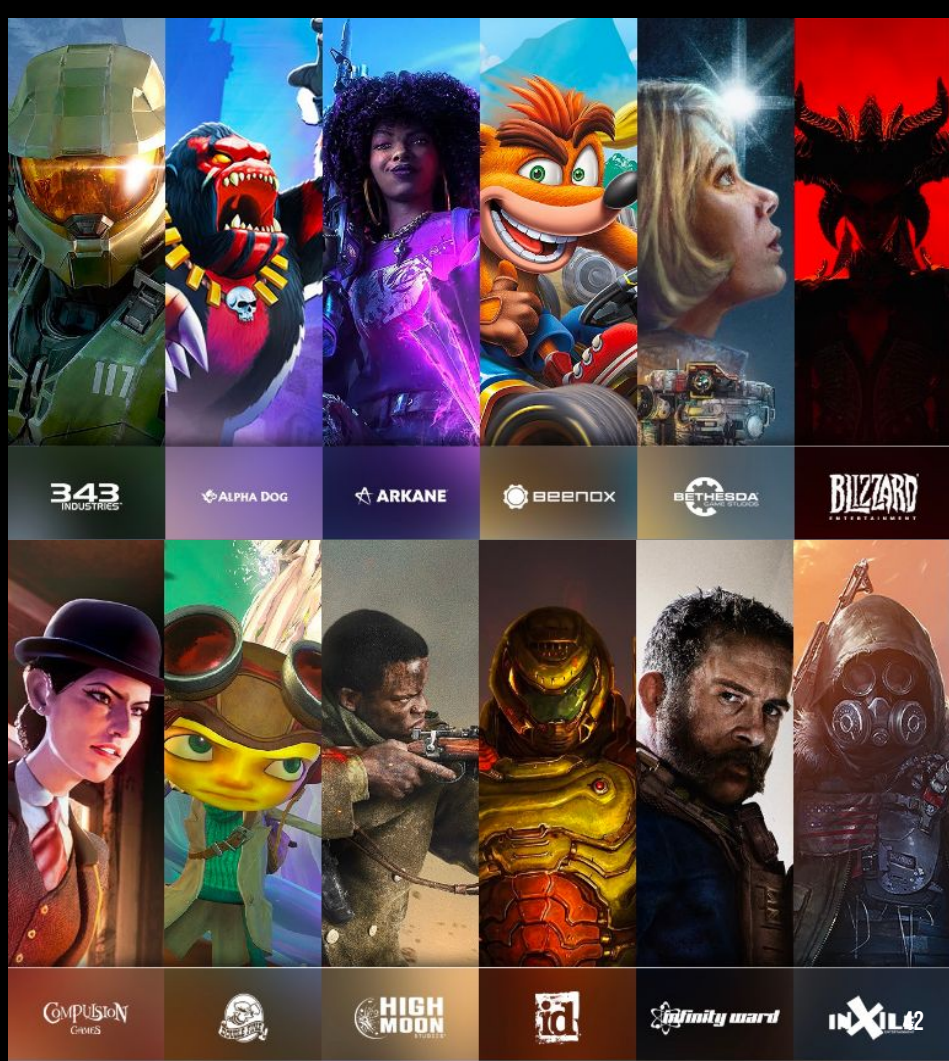 117
343
INDUSTRIES
ALPHA DOG
ARKANE
BEENOX
BETHESDA
GAME STUDIOS
BLIZZARD
ENTERTAINMENT
COMPULSION
GAMES
HIGH
MOON
STUDIOS
id
infinity ward
INXILE
2